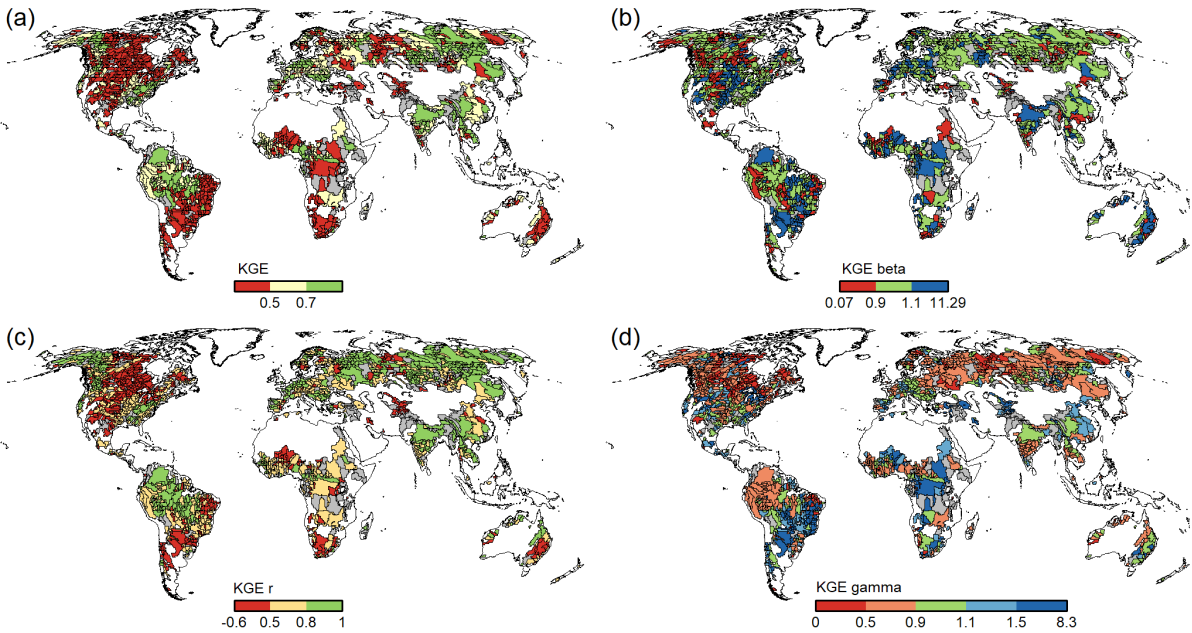 (a)
(b)
KGE
0.5 0.7
KGE beta
0.07 0.9 1.1 11.29
(c)
(d)
KGE r
-0.6 0.5 0.8 1
KGE gamma
0 0.5 0.9 1.1 1.5 8.3